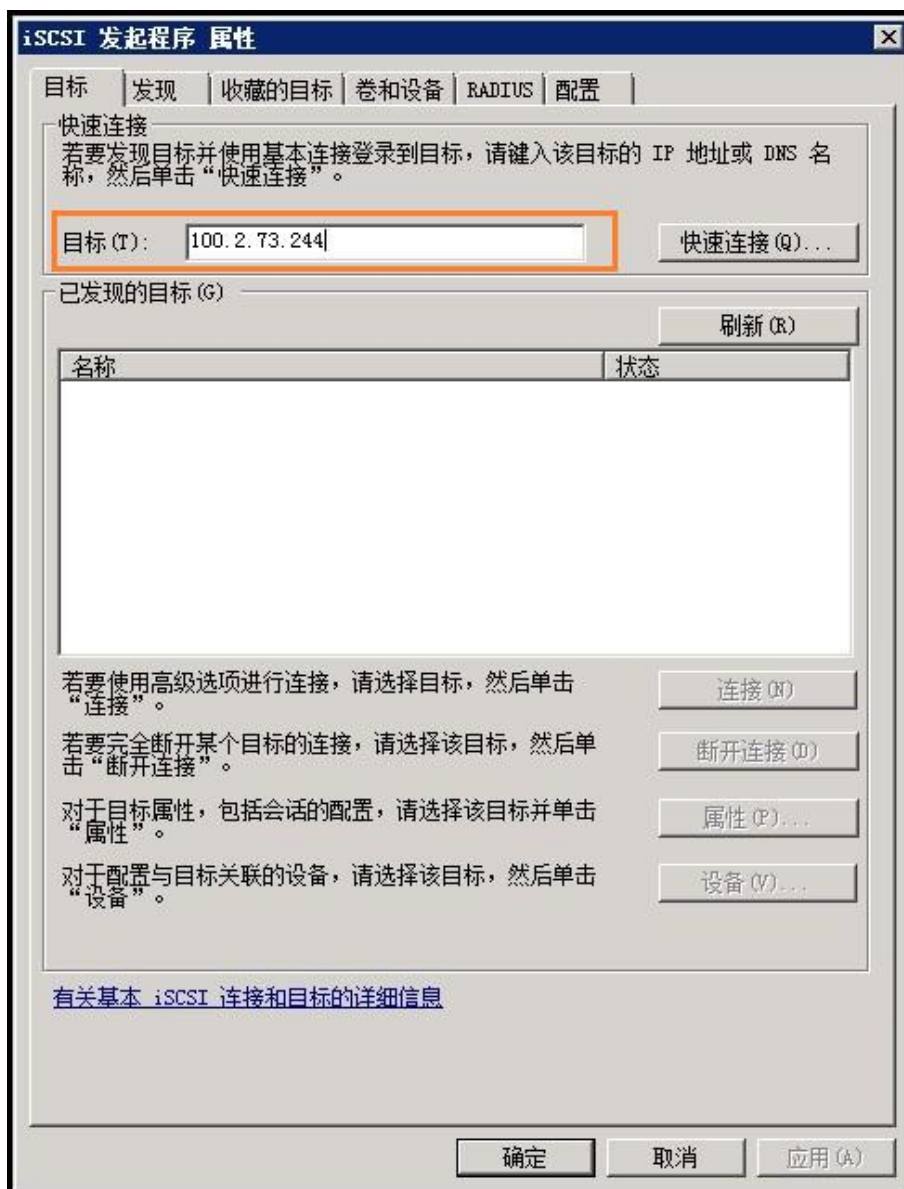 iSCSI 发起程序 属性
目标 发现 收藏的目标 卷和设备 RADIUS 配置
快速连接
若要发现目标并使用基本连接登录到目标，请键入该目标的 IP 地址或 DNS 名
称，然后单击“快速连接”。
目标(T): 100.2.73.244 快速连接(Q)...
已发现的目标(G)
刷新(R)
名称 状态
若要使用高级选项进行连接，请选择目标，然后单击
“连接”。
连接(N)
若要完全断开某个目标的连接，请选择该目标，然后单
击“断开连接”。
断开连接(D)
对于目标属性，包括会话的配置，请选择该目标并单击
“属性”。
属性(P)...
对于配置与目标关联的设备，请选择该目标，然后单击
“设备”。
设备(V)...
有关基本 iSCSI 连接和目标的详细信息
确定 取消 应用(A)